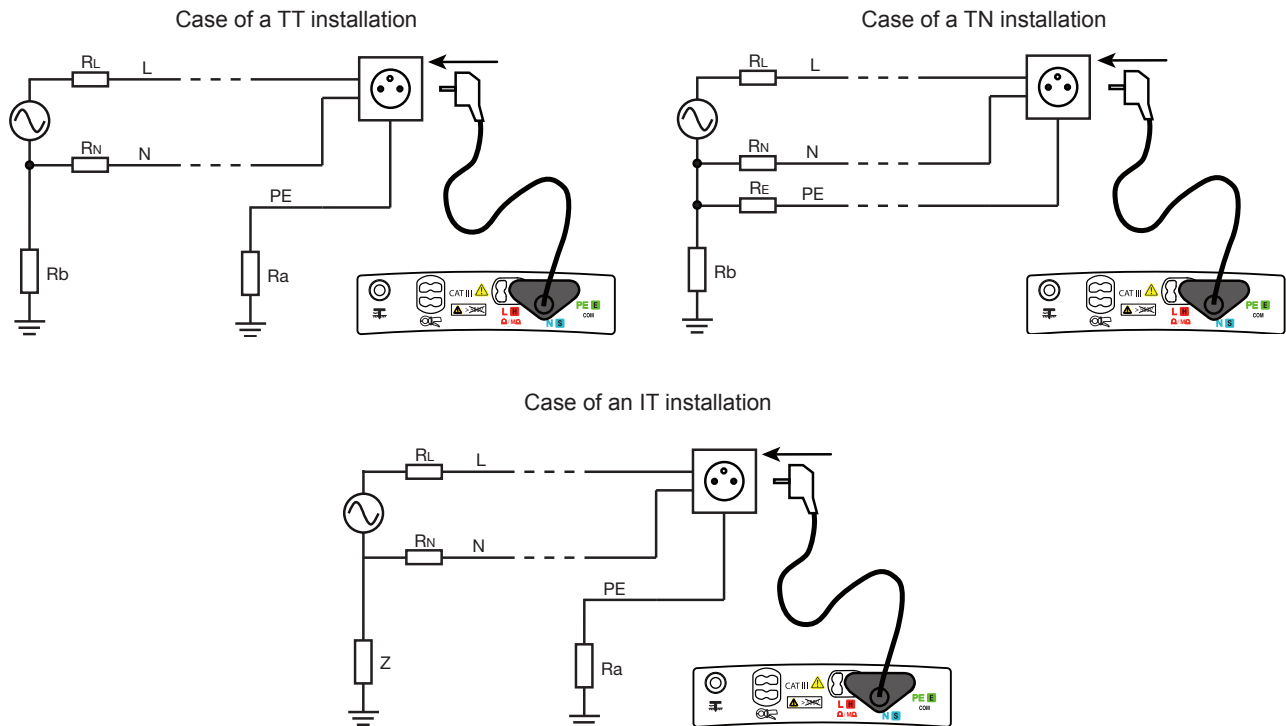 Case of a TT installation
RL L
RN N
PE
Rb
Ra
CAT III
L H
N S
PE E
COM
Case of a TN installation
RL L
RN N
RE PE
Rb
CAT III
L H
N S
PE E
COM
Case of an IT installation
RL L
RN N
PE
Z
Ra
CAT III
L H
N S
PE E
COM